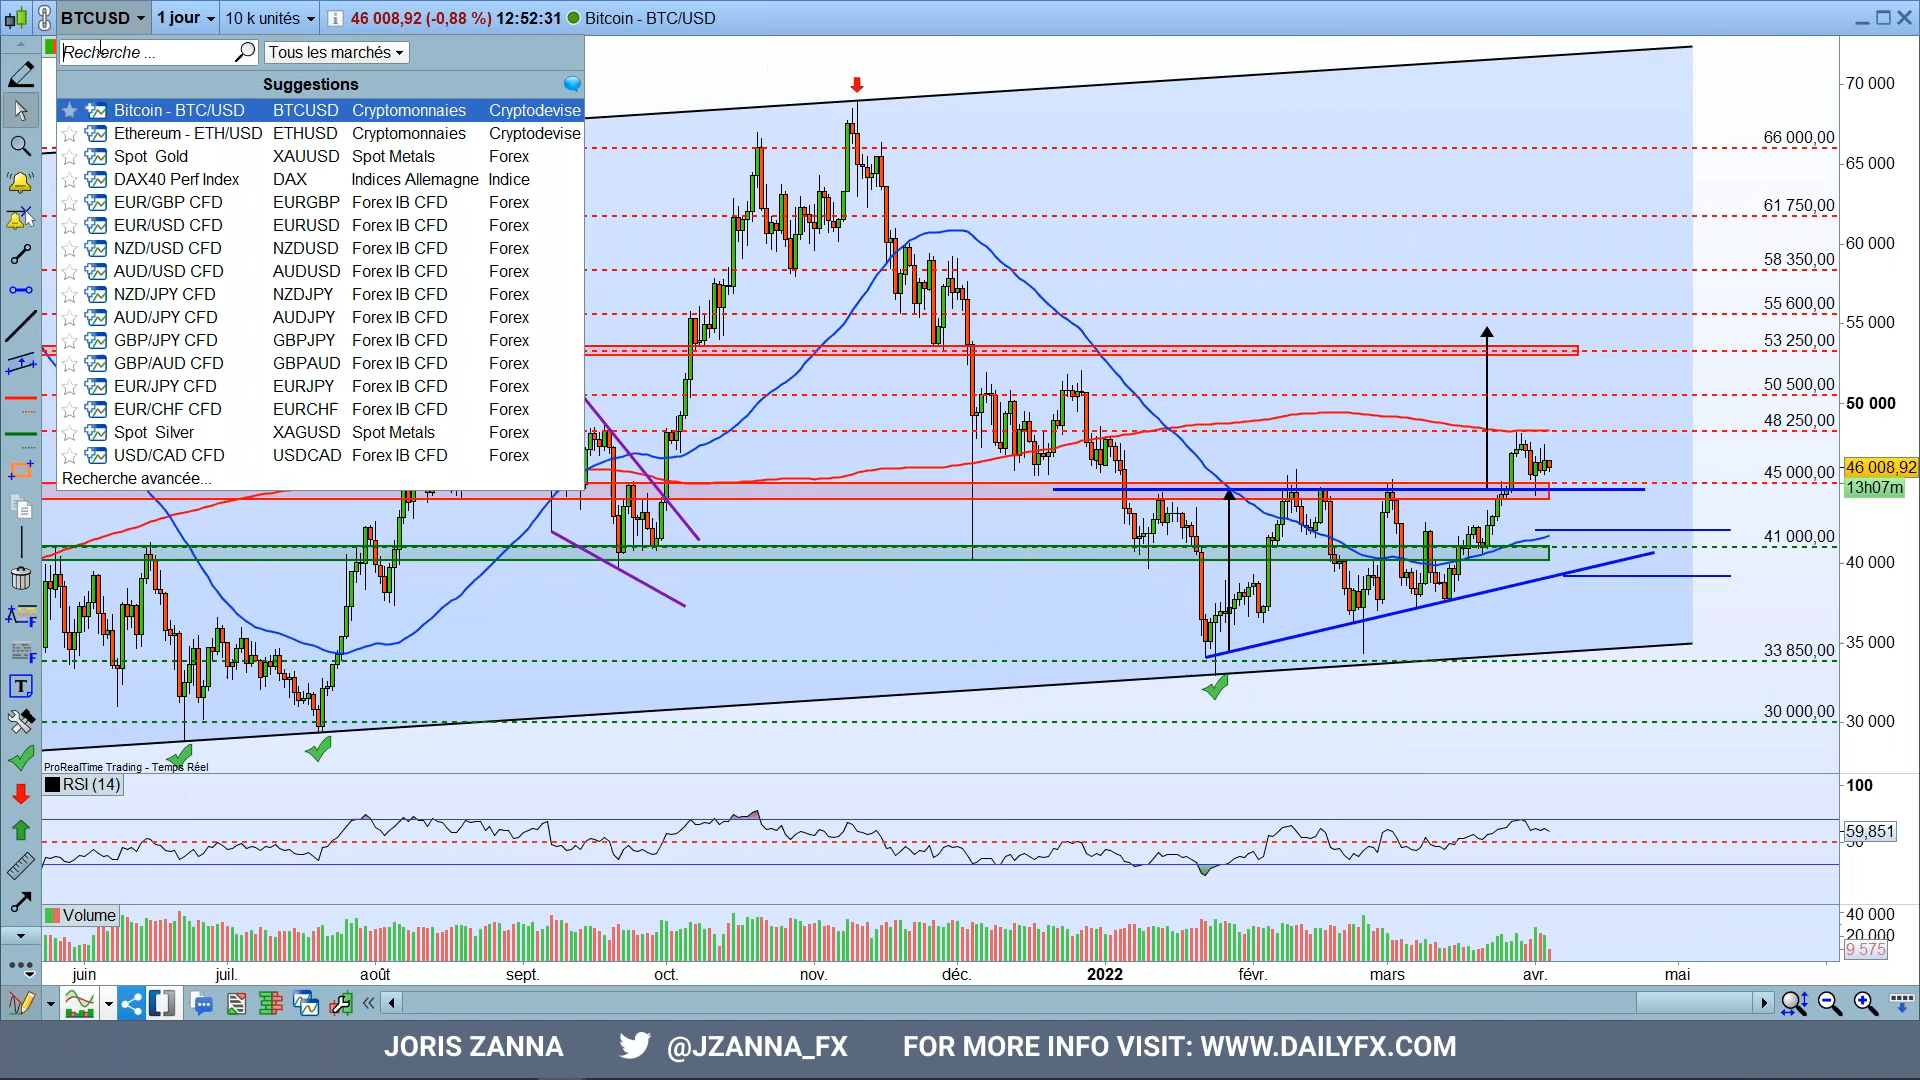 BTCUSD 1 jour 10 k unités 46 008,92 (-0,88 %) 12:52:31 Bitcoin - BTC/USD
Recherche ... Tous les marchés
Suggestions
Bitcoin - BTC/USD BTCUSD Cryptomonnaies Cryptodevise
Ethereum - ETH/USD ETHUSD Cryptomonnaies Cryptodevise
Spot Gold XAUUSD Spot Metals Forex
DAX40 Perf Index DAX Indices Allemagne Indice
EUR/GBP CFD EURGBP Forex IB CFD Forex
EUR/USD CFD EURUSD Forex IB CFD Forex
NZD/USD CFD NZDUSD Forex IB CFD Forex
AUD/USD CFD AUDUSD Forex IB CFD Forex
NZD/JPY CFD NZDJPY Forex IB CFD Forex
AUD/JPY CFD AUDJPY Forex IB CFD Forex
GBP/JPY CFD GBPJPY Forex IB CFD Forex
GBP/AUD CFD GBPAUD Forex IB CFD Forex
EUR/JPY CFD EURJPY Forex IB CFD Forex
EUR/CHF CFD EURCHF Forex IB CFD Forex
Spot Silver XAGUSD Spot Metals Forex
USD/CAD CFD USDCAD Forex IB CFD Forex
Recherche avancée...
70 000
66 000,00
65 000
61 750,00
60 000
58 350,00
55 600,00
55 000
53 250,00
50 500,00
50 000
48 250,00
45 000,00
46 008,92
13h07m
41 000,00
40 000
35 000
33 850,00
30 000,00
30 000
ProRealTime Trading - Temps Réel
RSI (14)
100
59,851
50
Volume
40 000
20 000
9 575
juin juil. août sept. oct. nov. déc. 2022 févr. mars avr. mai
JORIS ZANNA @JZANNA_FX FOR MORE INFO VISIT: WWW.DAILYFX.COM